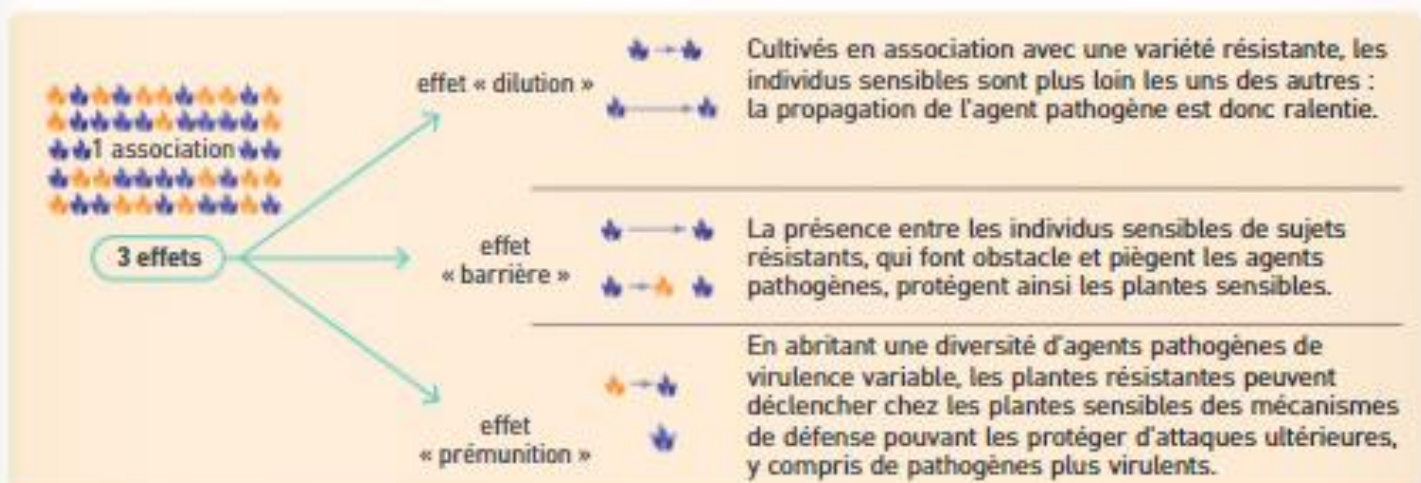 effet « dilution »
Cultivés en association avec une variété résistante, les
individus sensibles sont plus loin les uns des autres :
la propagation de l'agent pathogène est donc ralentie.
1 association
3 effets
effet
« barrière »
La présence entre les individus sensibles de sujets
résistants, qui font obstacle et piègent les agents
pathogènes, protégent ainsi les plantes sensibles.
effet
« prémunition »
En abritant une diversité d'agents pathogènes de
virulence variable, les plantes résistantes peuvent
déclencher chez les plantes sensibles des mécanismes
de défense pouvant les protéger d'attaques ultérieures,
y compris de pathogènes plus virulents.